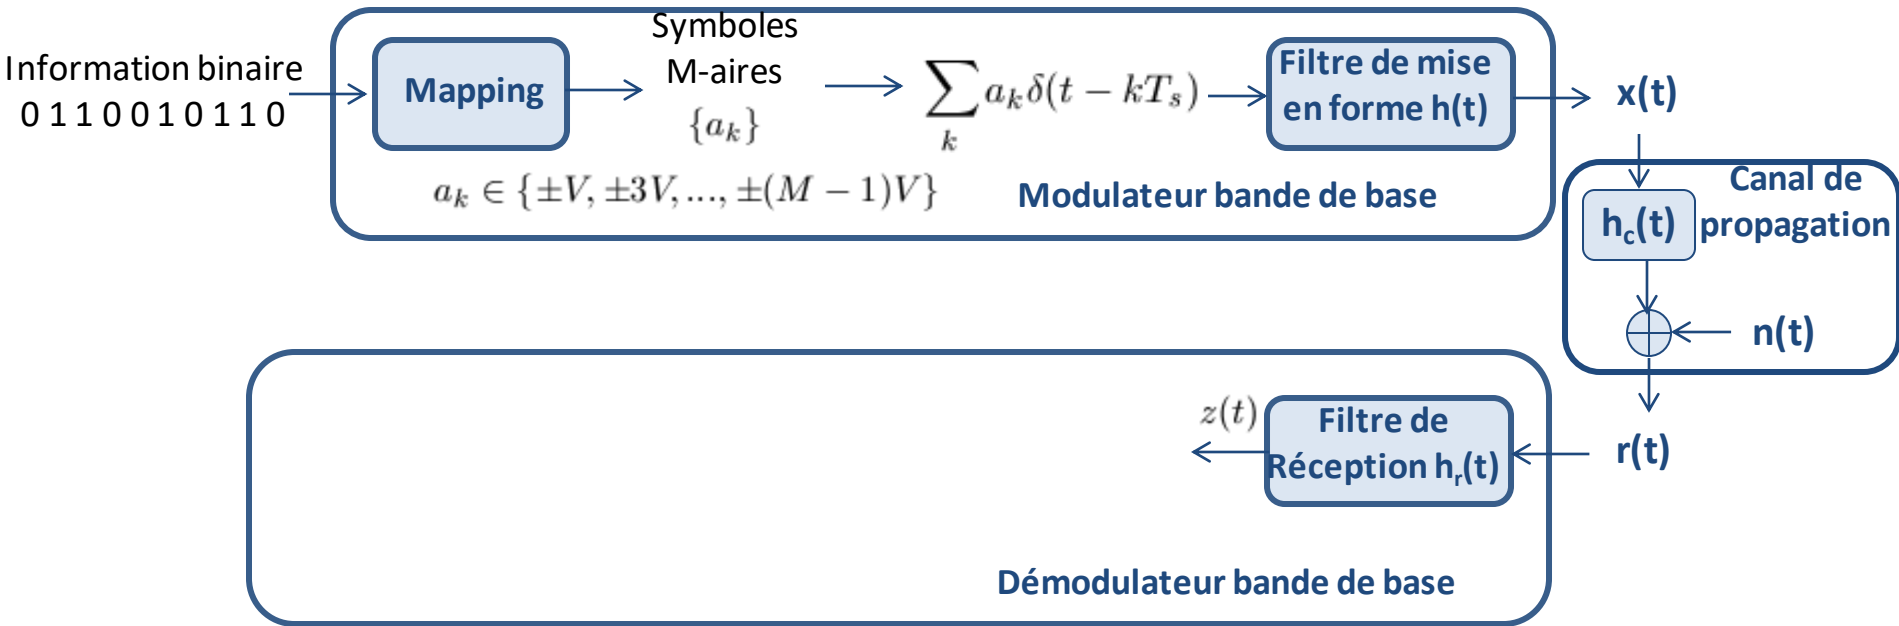 Information binaire
0 1 1 0 0 1 0 1 1 0
Mapping
Symboles
M-aires
{a_k}
∑_k a_k δ(t − kT_s)
Filtre de mise
en forme h(t)
x(t)
a_k ∈ {±V, ±3V, ..., ±(M − 1)V}
Modulateur bande de base
Canal de
propagation
h_c(t)
n(t)
r(t)
Filtre de
Réception h_r(t)
z(t)
Démodulateur bande de base